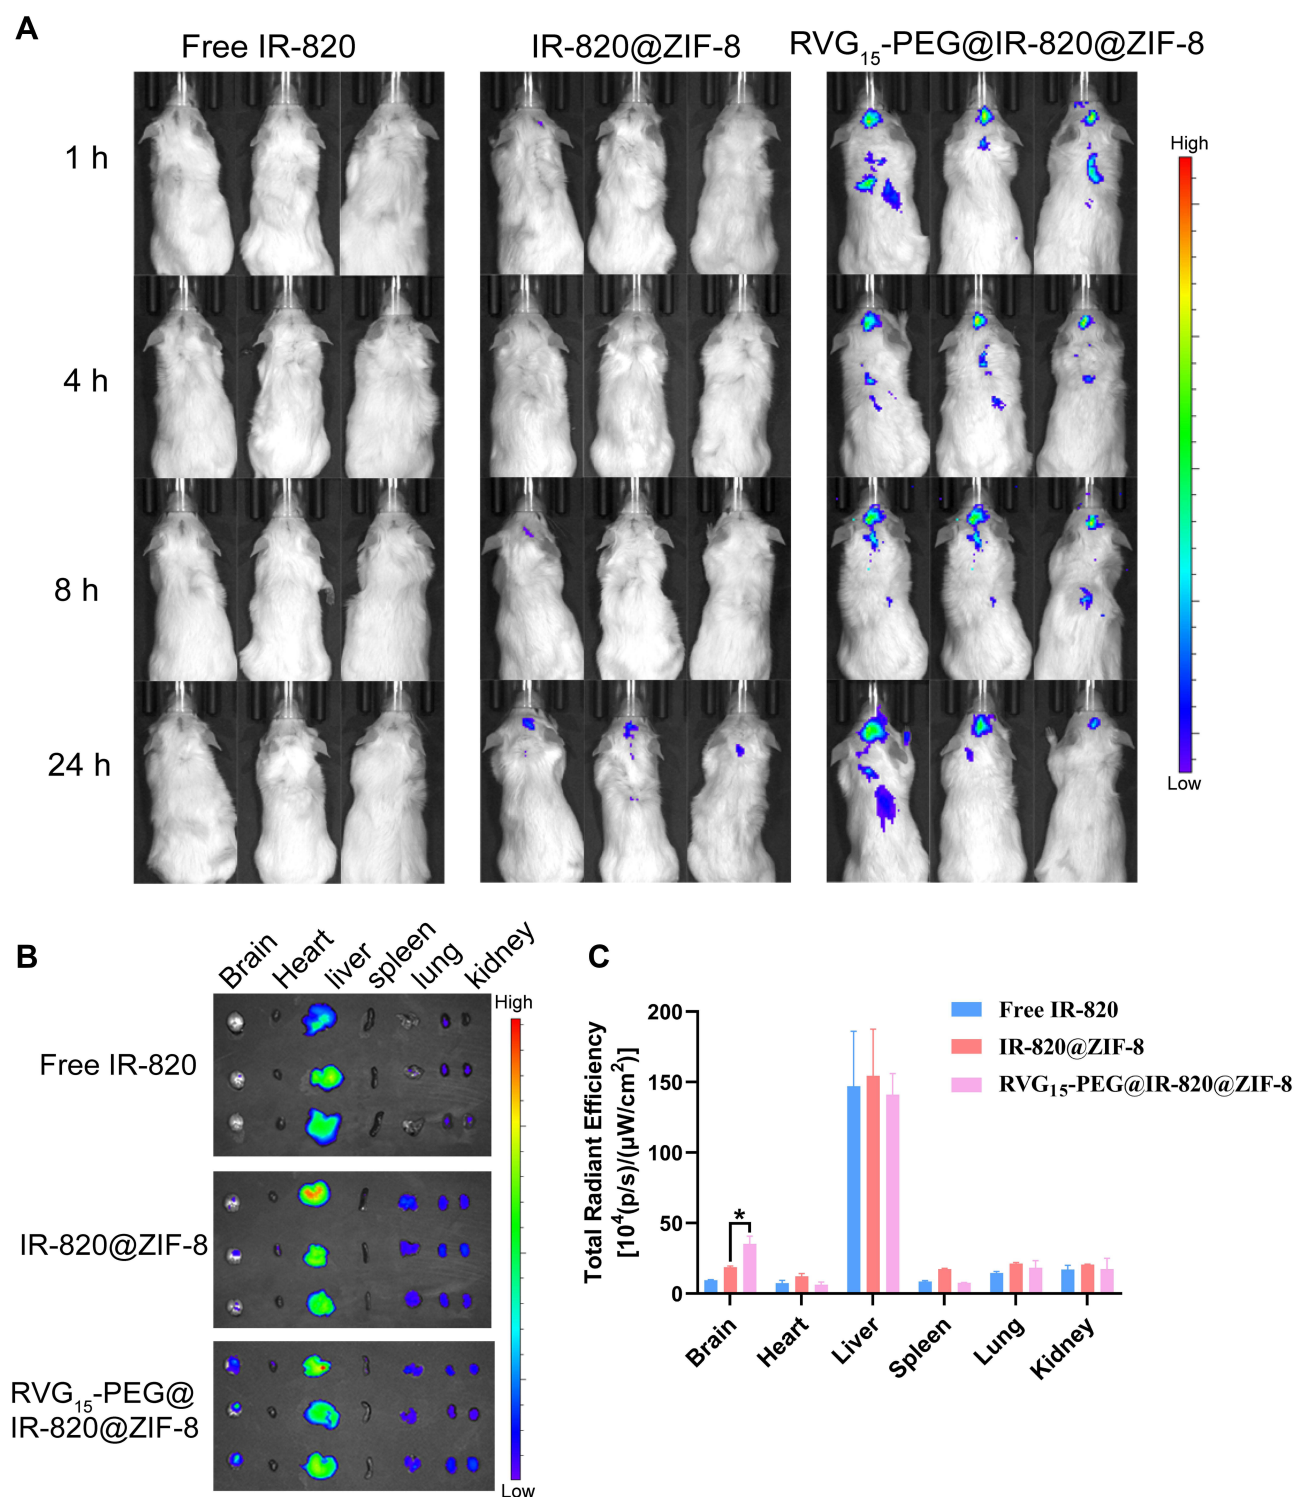 A
Free IR-820
IR-820@ZIF-8
RVG15-PEG@IR-820@ZIF-8
1 h
4 h
8 h
24 h
High
Low
B
Brain
Heart
liver
spleen
lung
kidney
Free IR-820
IR-820@ZIF-8
RVG15-PEG@
IR-820@ZIF-8
High
Low
C
Total Radiant Efficiency
[10^4(p/s)/(μW/cm2)]
200
150
100
50
0
*
Brain
Heart
Liver
Spleen
Lung
Kidney
Free IR-820
IR-820@ZIF-8
RVG15-PEG@IR-820@ZIF-8